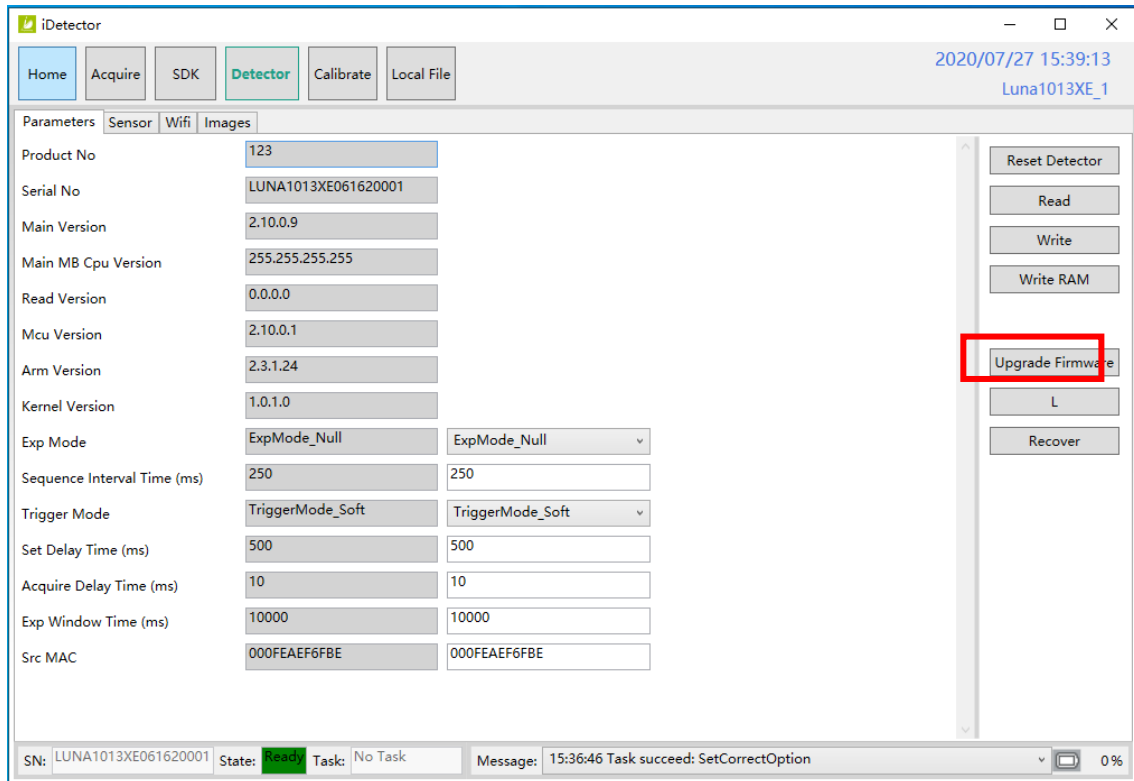 iDetector
Home Acquire SDK Detector Calibrate Local File
2020/07/27 15:39:13
Luna1013XE_1
Parameters Sensor Wifi Images
Product No 123
Serial No LUNA1013XE061620001
Main Version 2.10.0.9
Main MB Cpu Version 255.255.255.255
Read Version 0.0.0.0
Mcu Version 2.10.0.1
Arm Version 2.3.1.24
Kernel Version 1.0.1.0
Exp Mode ExpMode_Null ExpMode_Null
Sequence Interval Time (ms) 250 250
Trigger Mode TriggerMode_Soft TriggerMode_Soft
Set Delay Time (ms) 500 500
Acquire Delay Time (ms) 10 10
Exp Window Time (ms) 10000 10000
Src MAC 000FEAEF6FBE 000FEAEF6FBE
Reset Detector
Read
Write
Write RAM
Upgrade Firmware
L
Recover
SN: LUNA1013XE061620001 State: Ready Task: No Task Message: 15:36:46 Task succeed: SetCorrectOption 0%